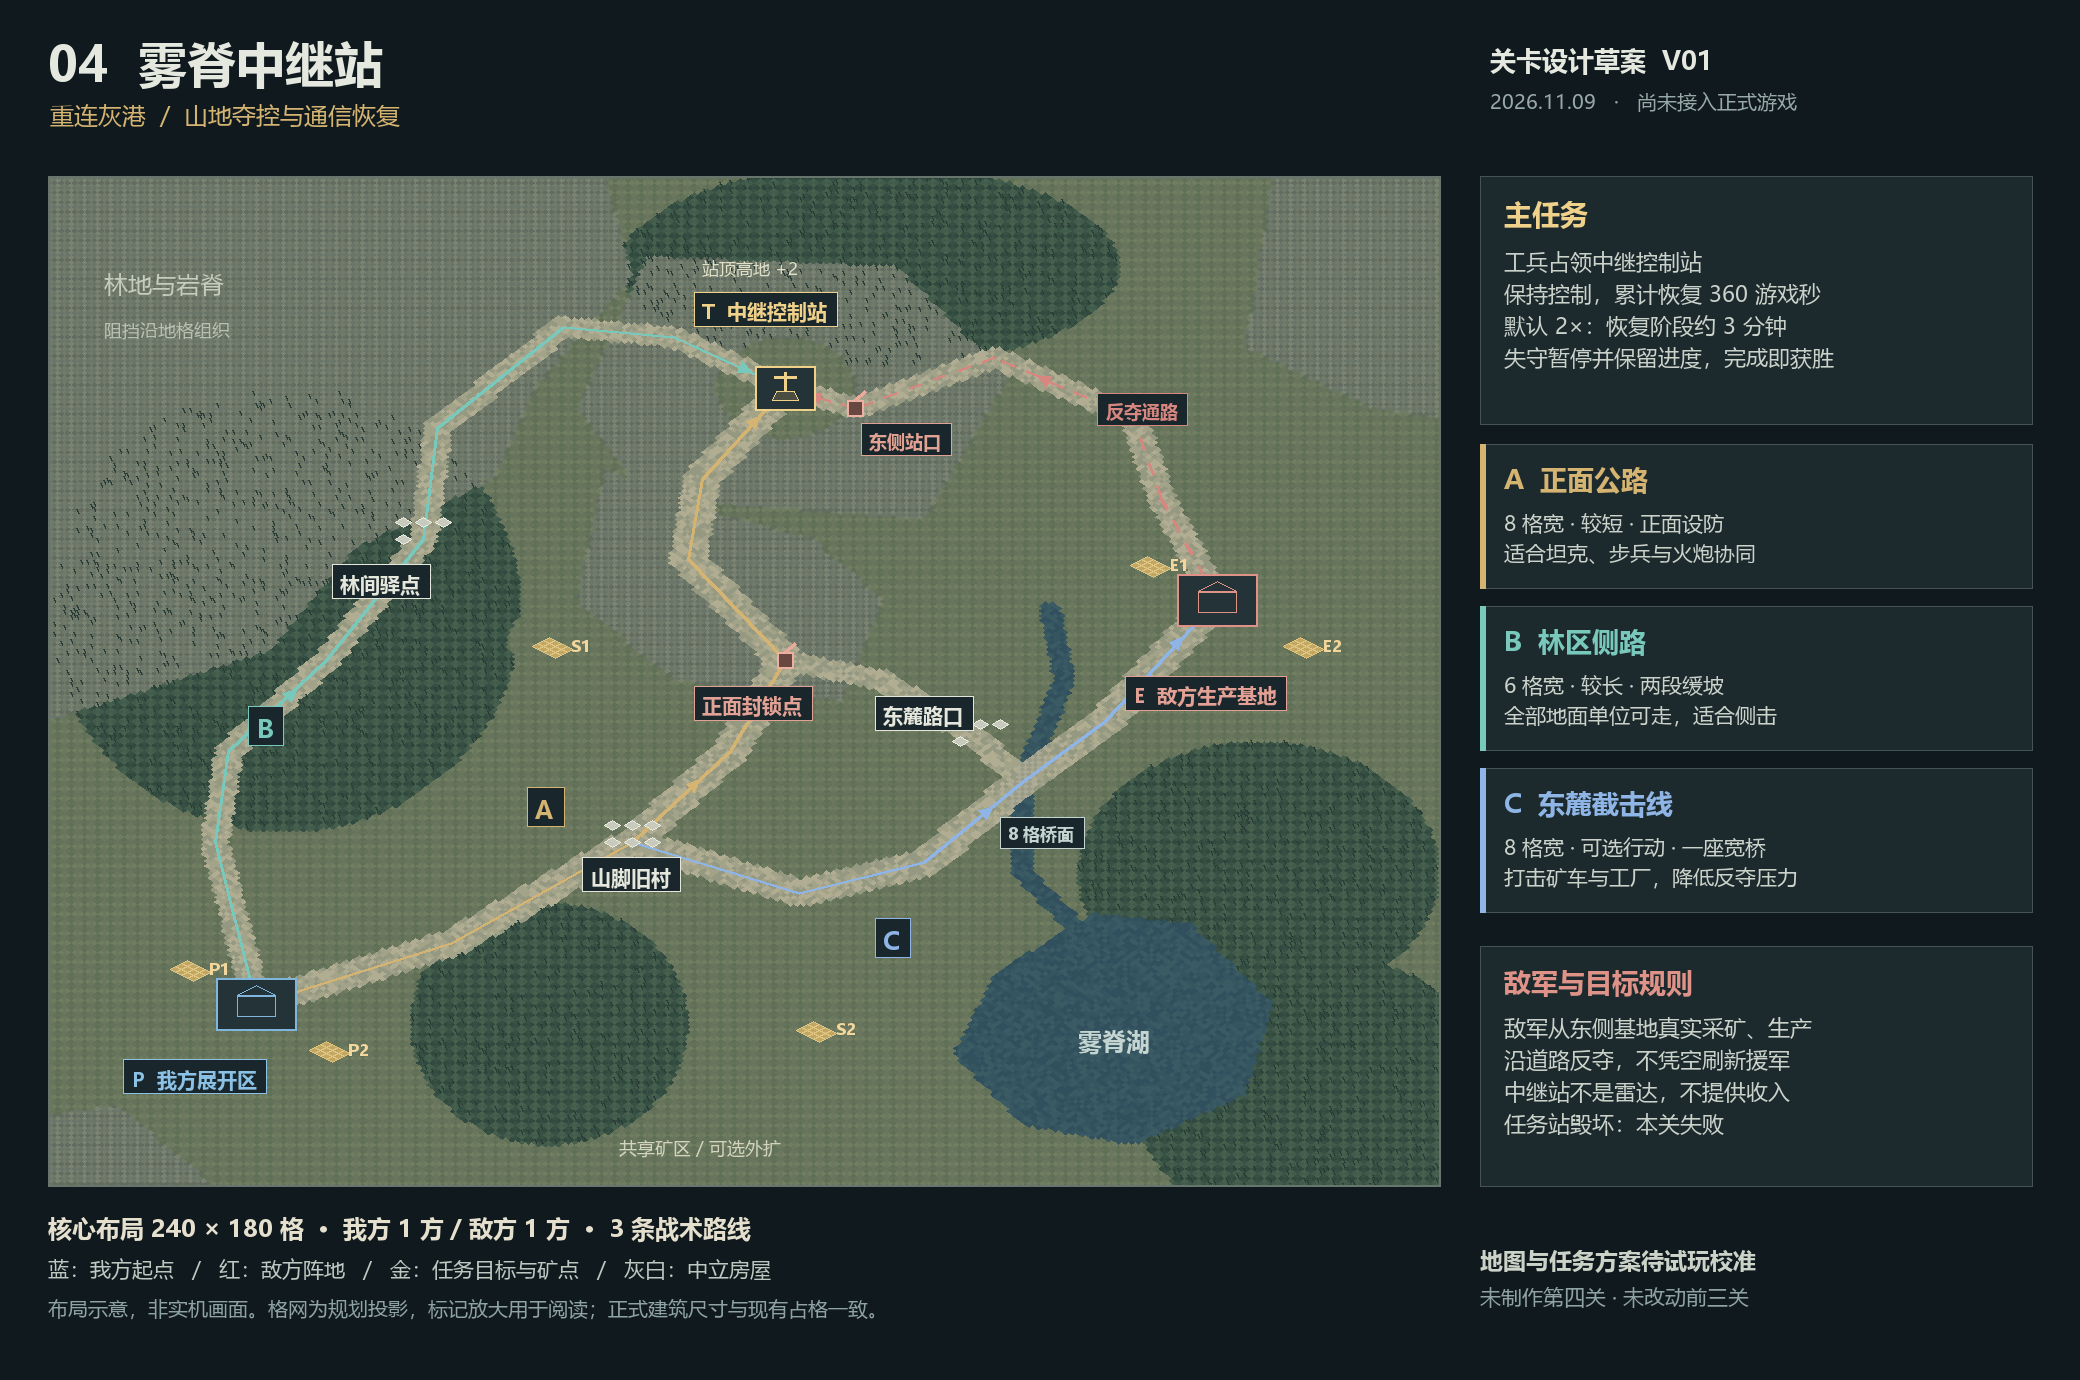 04 雾脊中继站
重连灰港 / 山地夺控与通信恢复
关卡设计草案 V01
2026.11.09 · 尚未接入正式游戏
林地与岩脊
阻挡沿地格组织
站顶高地 +2
T 中继控制站
东侧站口
反夺通路
林间驿点
E1
S1
E2
B
正面封锁点
东麓路口
E 敌方生产基地
A
8 格桥面
山脚旧村
C
P1
P2
S2
雾脊湖
P 我方展开区
共享矿区 / 可选外扩
主任务
工兵占领中继控制站
保持控制，累计恢复 360 游戏秒
默认 2×：恢复阶段约 3 分钟
失守暂停并保留进度，完成即获胜
A 正面公路
8 格宽 · 较短 · 正面设防
适合坦克、步兵与火炮协同
B 林区侧路
6 格宽 · 较长 · 两段缓坡
全部地面单位可走，适合侧击
C 东麓截击线
8 格宽 · 可选行动 · 一座宽桥
打击矿车与工厂，降低反夺压力
敌军与目标规则
敌军从东侧基地真实采矿、生产
沿道路反夺，不凭空刷新援军
中继站不是雷达，不提供收入
任务站毁坏：本关失败
核心布局 240 × 180 格 • 我方 1 方 / 敌方 1 方 • 3 条战术路线
蓝：我方起点 / 红：敌方阵地 / 金：任务目标与矿点 / 灰白：中立房屋
布局示意，非实机画面。格网为规划投影，标记放大用于阅读；正式建筑尺寸与现有占格一致。
地图与任务方案待试玩校准
未制作第四关 · 未改动前三关